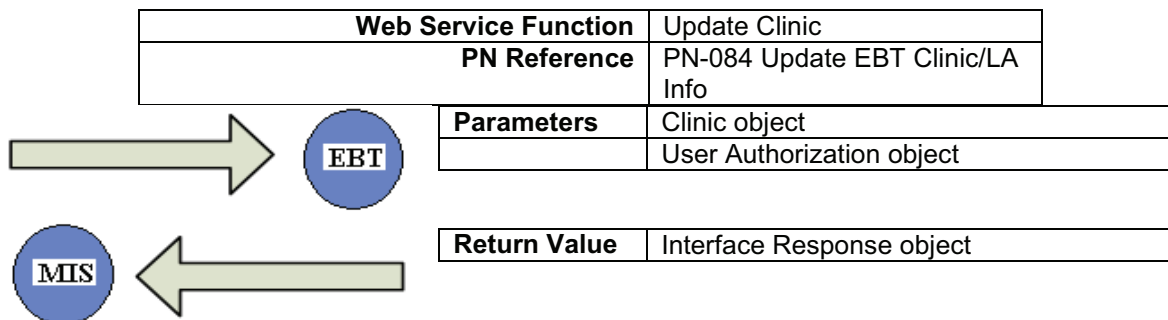 Web Service Function Update Clinic
PN Reference PN-084 Update EBT Clinic/LA
Info
Parameters Clinic object
EBT
User Authorization object
Return Value Interface Response object
MIS